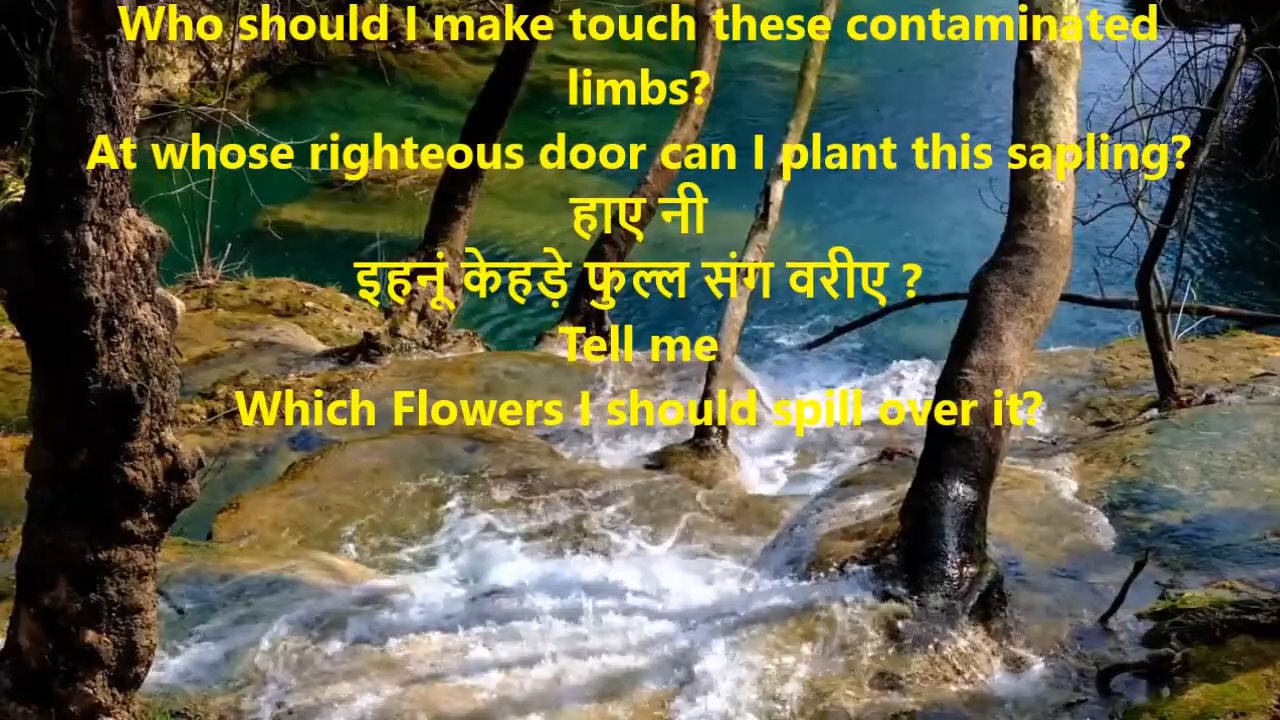 Who should I make touch these contaminated
limbs?
At whose righteous door can I plant this sapling?
हाए नी
इहनूं केहड़े फुल्ल संग वरीए ?
Tell me
Which Flowers I should spill over it?